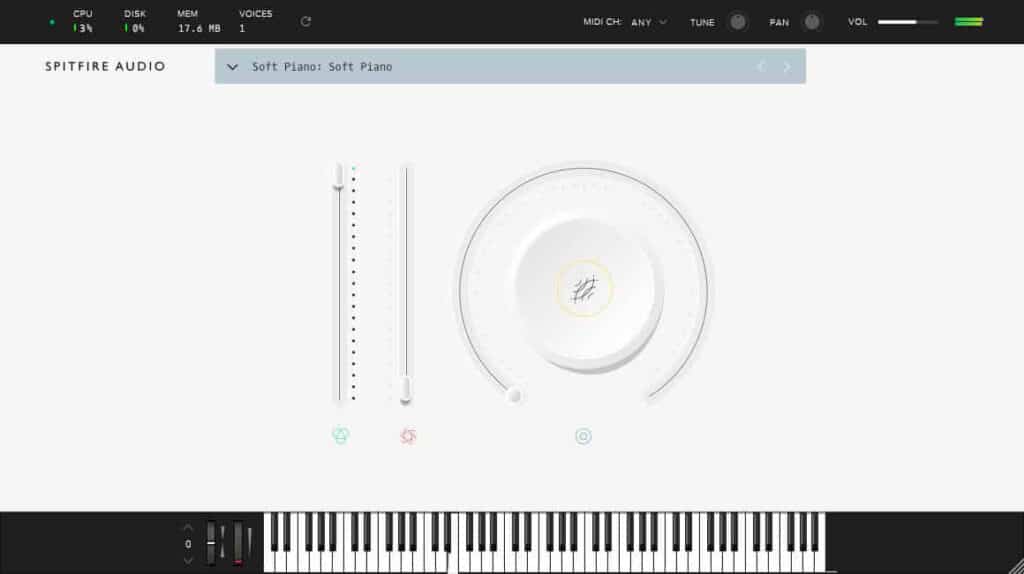 CPU DISK MEM VOICES
3% 0% 17.6 MB 1
MIDI CH: ANY TUNE PAN VOL
SPITFIRE AUDIO
Soft Piano: Soft Piano
0